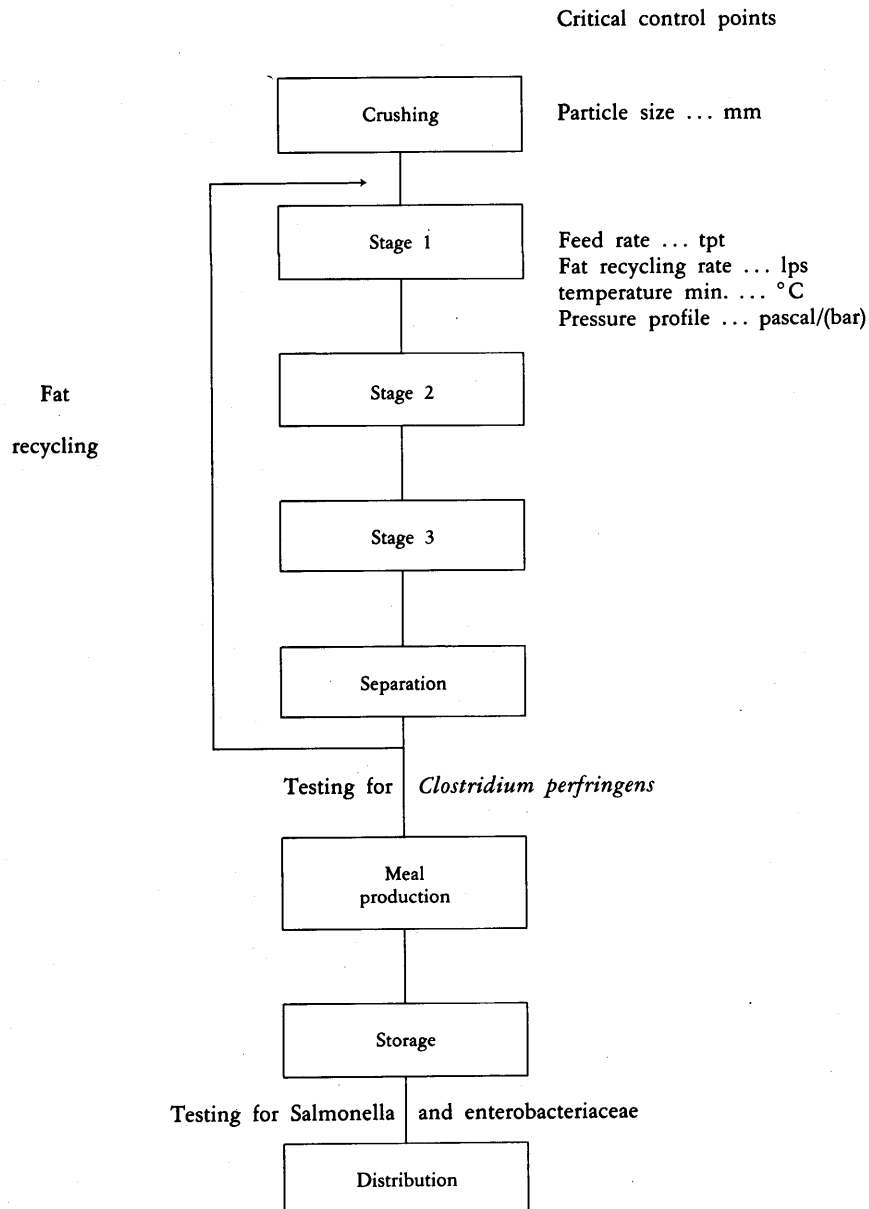 Critical control points
Crushing
Particle size ... mm
Stage 1
Feed rate ... tpt
Fat recycling rate ... lps
temperature min. ... °C
Pressure profile ... pascal/(bar)
Fat
recycling
Stage 2
Stage 3
Separation
Testing for Clostridium perfringens
Meal
production
Storage
Testing for Salmonella and enterobacteriaceae
Distribution